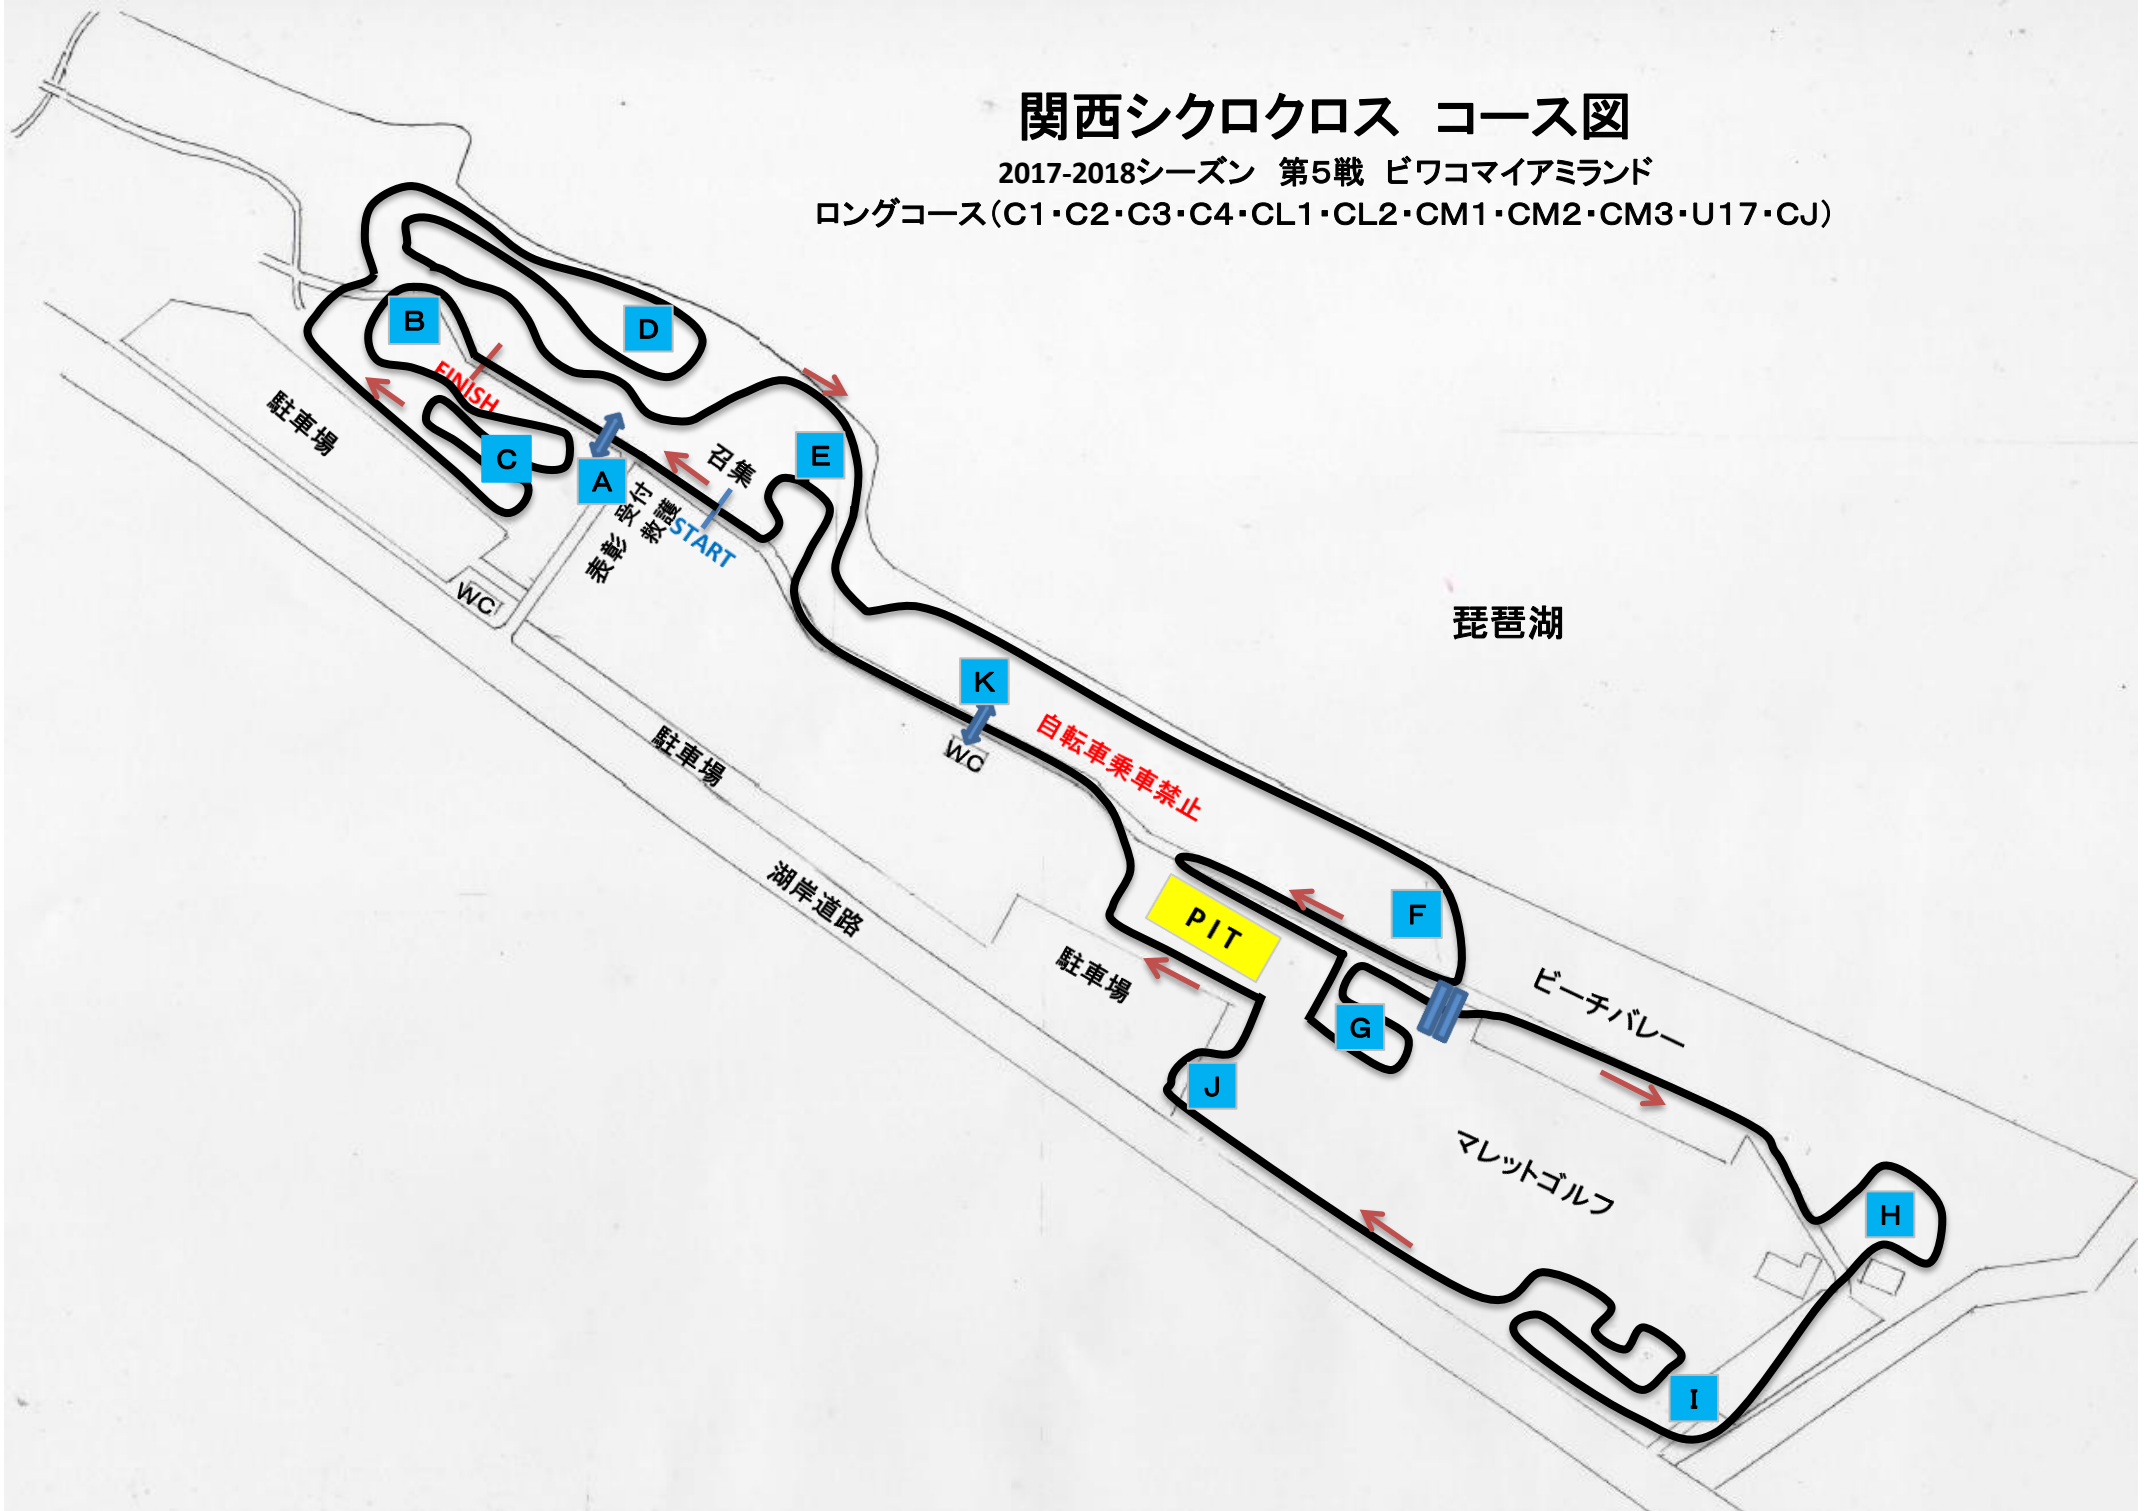 関西シクロクロス コース図
2017-2018シーズン 第5戦 ビワコマイアミランド
ロングコース(C1・C2・C3・C4・CL1・CL2・CM1・CM2・CM3・U17・CJ)
B
D
FINISH
駐車場
C
A
召集
E
受付
救護
表彰
START
WC
琵琶湖
K
自転車乗車禁止
WC
駐車場
湖岸道路
PIT
F
駐車場
ビーチバレー
G
J
マレットゴルフ
H
I